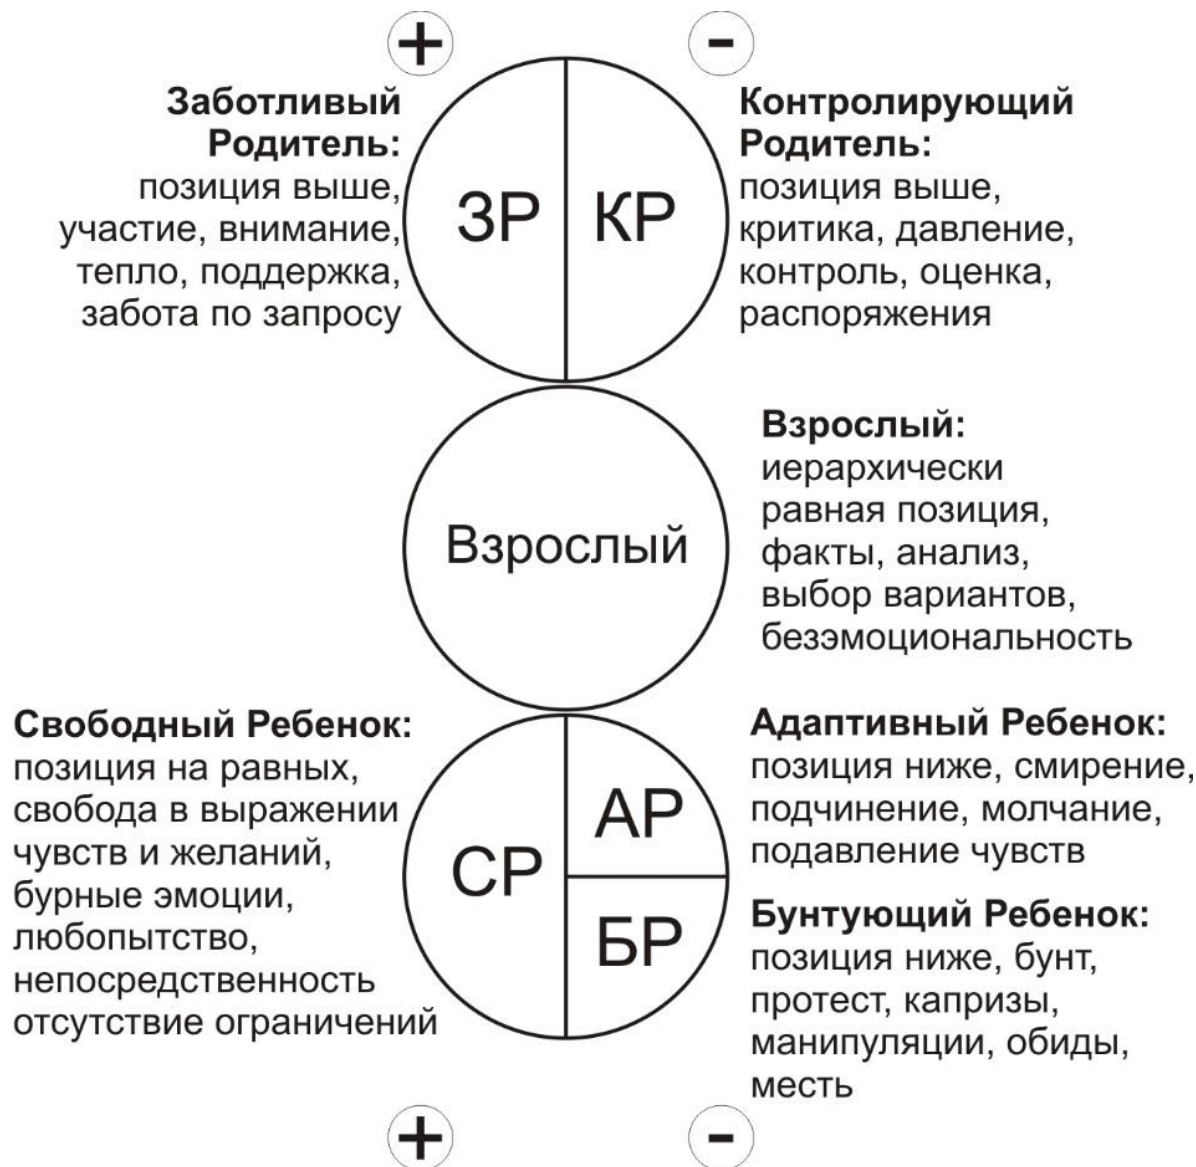 +
-
Заботливый
Родитель:
позиция выше,
участие, внимание,
тепло, поддержка,
забота по запросу
ЗР
КР
Контролирующий
Родитель:
позиция выше,
критика, давление,
контроль, оценка,
распоряжения
Взрослый
Взрослый:
иерархически
равная позиция,
факты, анализ,
выбор вариантов,
безэмоциональность
Свободный Ребенок:
позиция на равных,
свобода в выражении
чувств и желаний,
бурные эмоции,
любопытство,
непосредственность
отсутствие ограничений
СР
АР
БР
Адаптивный Ребенок:
позиция ниже, смирение,
подчинение, молчание,
подавление чувств
Бунтующий Ребенок:
позиция ниже, бунт,
протест, капризы,
манипуляции, обиды,
месть
+
-